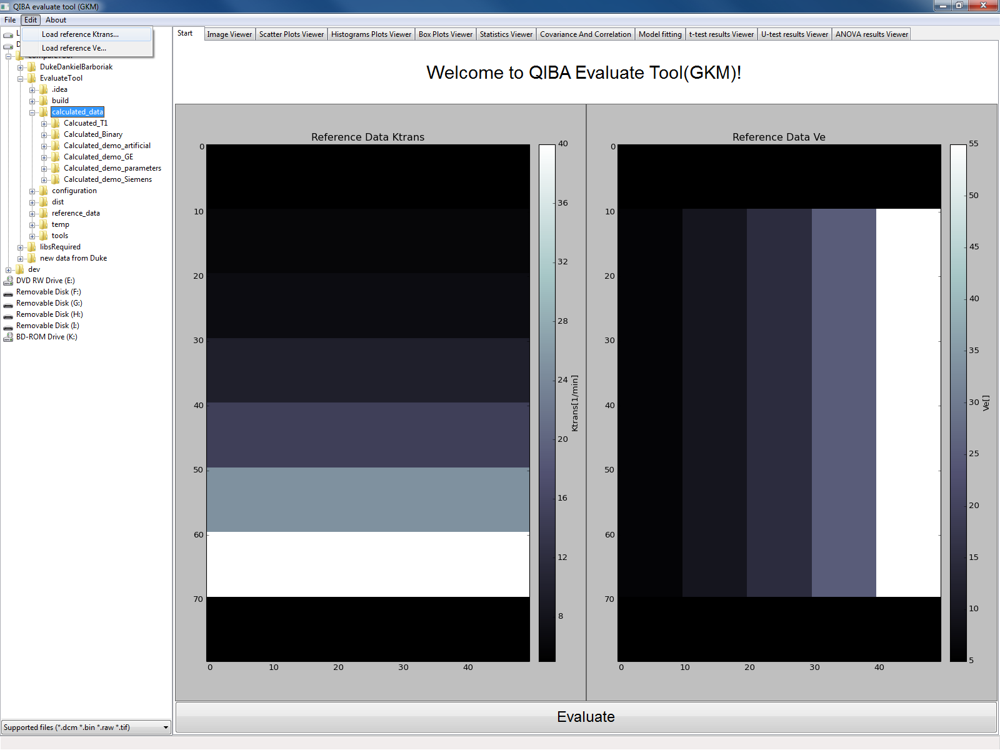 QIBA evaluate tool (GKM)
File Edit About
Load reference Ktrans...
Load reference Ve...
DukeDankielBarboriak
EvaluateTool
.idea
build
calculated_data
Calcuated_T1
Calculated_Binary
Calculated_demo_artificial
Calculated_demo_GE
Calculated_demo_parameters
Calculated_demo_Siemens
configuration
dist
reference_data
temp
tools
libsRequired
new data from Duke
dev
DVD RW Drive (E:)
Removable Disk (F:)
Removable Disk (G:)
Removable Disk (H:)
Removable Disk (I:)
BD-ROM Drive (K:)
Supported files (*.dcm *.bin *.raw *.tif)
Start Image Viewer Scatter Plots Viewer Histograms Plots Viewer Box Plots Viewer Statistics Viewer Covariance And Correlation Model fitting t-test results Viewer U-test results Viewer ANOVA results Viewer
Welcome to QIBA Evaluate Tool(GKM)!
Reference Data Ktrans
0
10
20
30
40
50
60
70
0 10 20 30 40
40
36
32
28
24
20
16
12
8
Ktrans[1/min]
Reference Data Ve
0
10
20
30
40
50
60
70
0 10 20 30 40
55
50
45
40
35
30
25
20
15
10
5
Ve[]
Evaluate